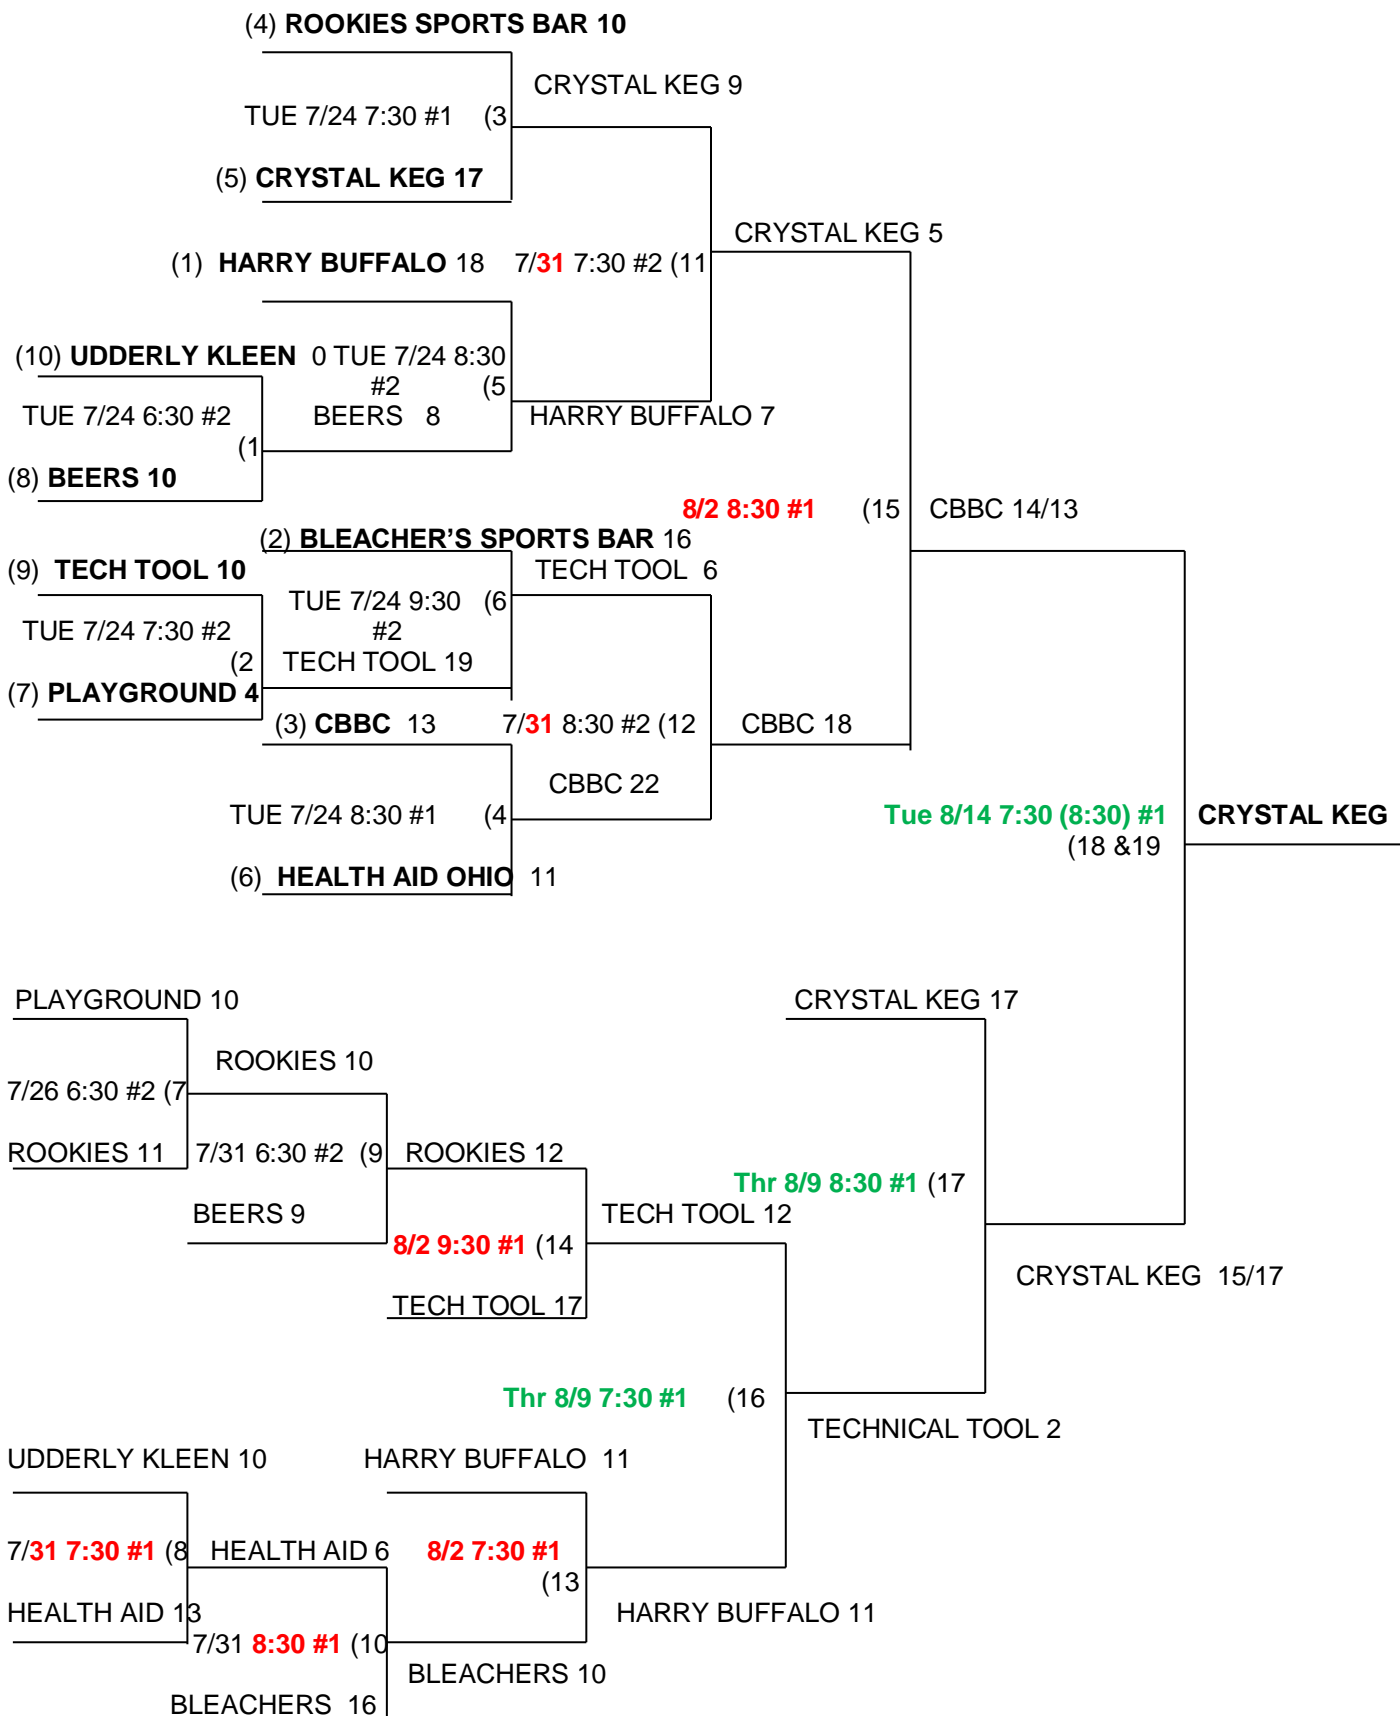 (4) ROOKIES SPORTS BAR 10
CRYSTAL KEG 9
TUE 7/24 7:30 #1 (3
(5) CRYSTAL KEG 17
CRYSTAL KEG 5
(1) HARRY BUFFALO 18 7/31 7:30 #2 (11
(10) UDDERLY KLEEN 0 TUE 7/24 8:30
#2 (5
TUE 7/24 6:30 #2 BEERS 8 HARRY BUFFALO 7
(1
(8) BEERS 10
8/2 8:30 #1 (15 CBBC 14/13
(2) BLEACHER'S SPORTS BAR 16
(9) TECH TOOL 10 TECH TOOL 6
TUE 7/24 9:30 (6
TUE 7/24 7:30 #2 #2
(2 TECH TOOL 19
(7) PLAYGROUND 4
(3) CBBC 13 7/31 8:30 #2 (12 CBBC 18
CBBC 22
TUE 7/24 8:30 #1 (4 Tue 8/14 7:30 (8:30) #1 CRYSTAL KEG
(18 &19
(6) HEALTH AID OHIO 11
PLAYGROUND 10 CRYSTAL KEG 17
ROOKIES 10
7/26 6:30 #2 (7
ROOKIES 11 7/31 6:30 #2 (9 ROOKIES 12
Thr 8/9 8:30 #1 (17
BEERS 9 TECH TOOL 12
8/2 9:30 #1 (14
CRYSTAL KEG 15/17
TECH TOOL 17
Thr 8/9 7:30 #1 (16
TECHNICAL TOOL 2
UDDERLY KLEEN 10 HARRY BUFFALO 11
7/31 7:30 #1 (8 HEALTH AID 6 8/2 7:30 #1
(13
HEALTH AID 13 HARRY BUFFALO 11
7/31 8:30 #1 (10
BLEACHERS 10
BLEACHERS 16